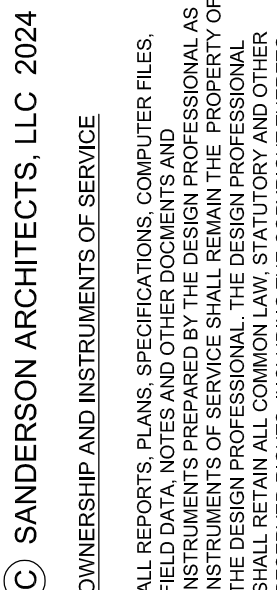 © SANDERSON ARCHITECTS, LLC 2024
OWNERSHIP AND INSTRUMENTS OF SERVICE
ALL REPORTS, PLANS, SPECIFICATIONS, COMPUTER FILES,
FIELD DATA, NOTES AND OTHER DOCMENTS AND
INSTRUMENTS PREPARED BY THE DESIGN PROFESSIONAL AS
INSTRUMENTS OF SERVICE SHALL REMAIN THE PROPERTY OF
THE DESIGN PROFESSIONAL. THE DESIGN PROFESSIONAL
SHALL RETAIN ALL COMMON LAW, STATUTORY AND OTHER